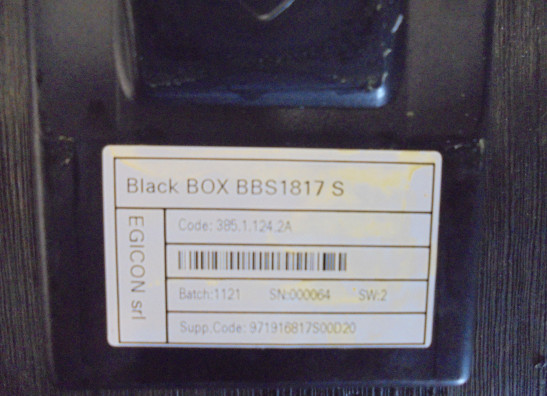 Black BOX BBS1817 S
EGICON srl
Code: 385.1.124.2A
Batch:1121 SN:000064 SW:2
Supp.Code: 971916817S00D20